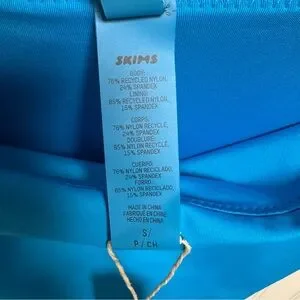 SKIMS
BODY:
76% RECYCLED NYLON,
24% SPANDEX
LINING:
85% RECYCLED NYLON,
15% SPANDEX
CORPS:
76% NYLON RECYCLE,
24% SPANDEX
DOUBLURE:
85% NYLON RECYCLE,
15% SPANDEX
CUERPO:
76% NYLON RECICLADO,
24% SPANDEX
FORRO:
85% NYLON RECICLADO,
15% SPANDEX
MADE IN CHINA
FABRIQUÉ EN CHINE
HECHO EN CHINA
S/
P/CH